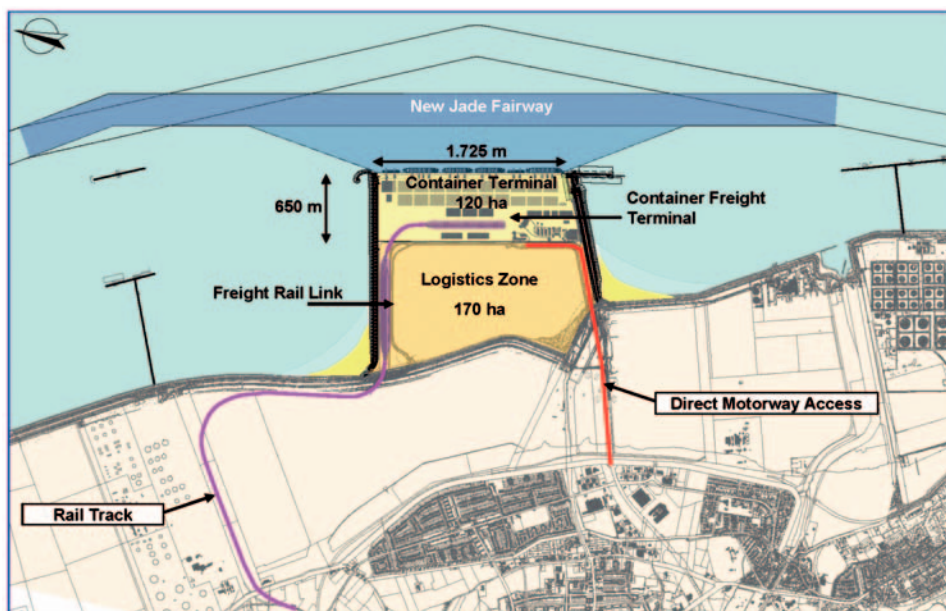 New Jade Fairway
1.725 m
Container Terminal
120 ha
650 m
Container Freight
Terminal
Freight Rail Link
Logistics Zone
170 ha
Direct Motorway Access
Rail Track